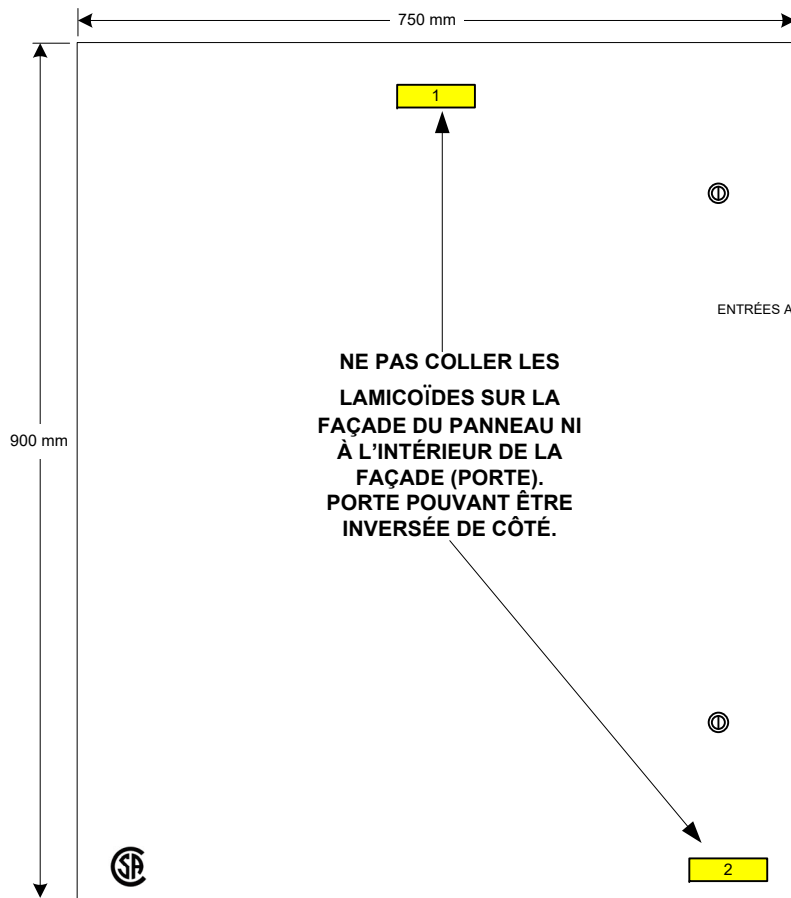 750 mm
1
ENTRÉES A
NE PAS COLLER LES
LAMICOÏDES SUR LA
FAÇADE DU PANNEAU NI
À L'INTÉRIEUR DE LA
FAÇADE (PORTE).
PORTE POUVANT ÊTRE
INVERSÉE DE CÔTÉ.
900 mm
2
CSA